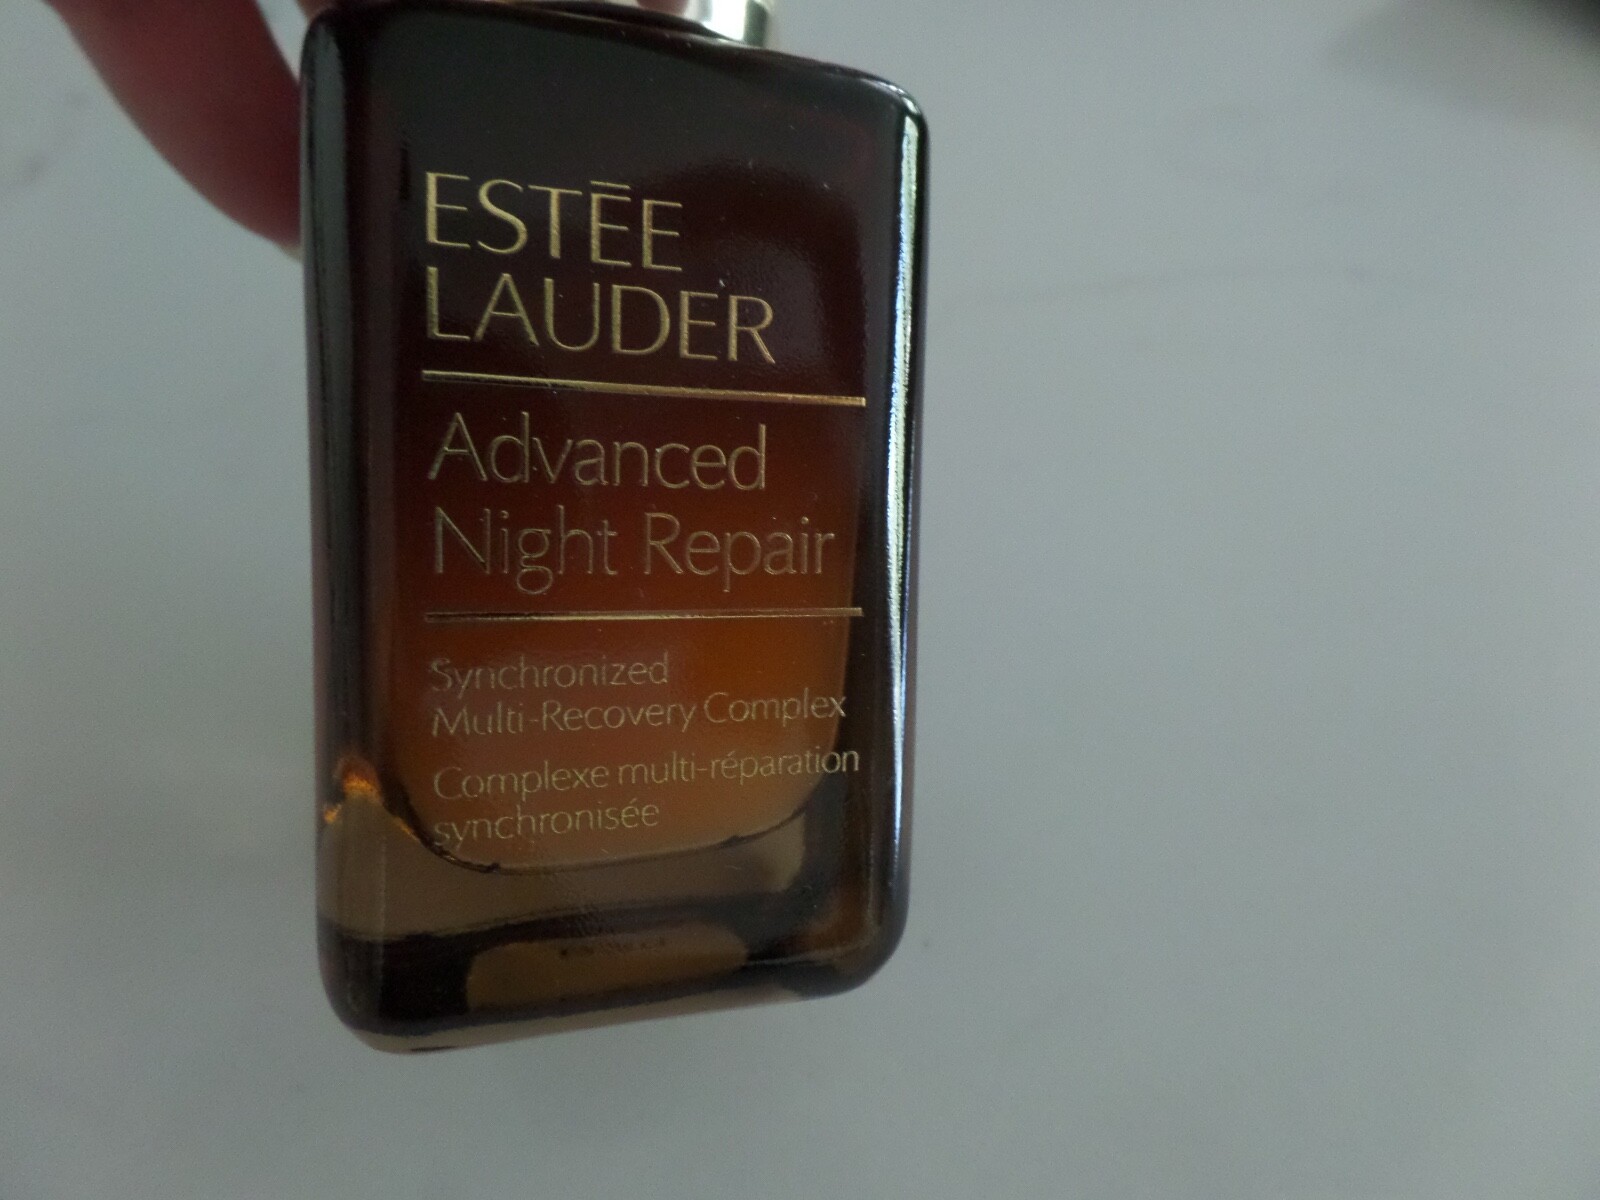 ESTĒE
LAUDER
Advanced
Night Repair
Synchronized
Multi-Recovery Complex
Complexe multi-réparation
synchronisée